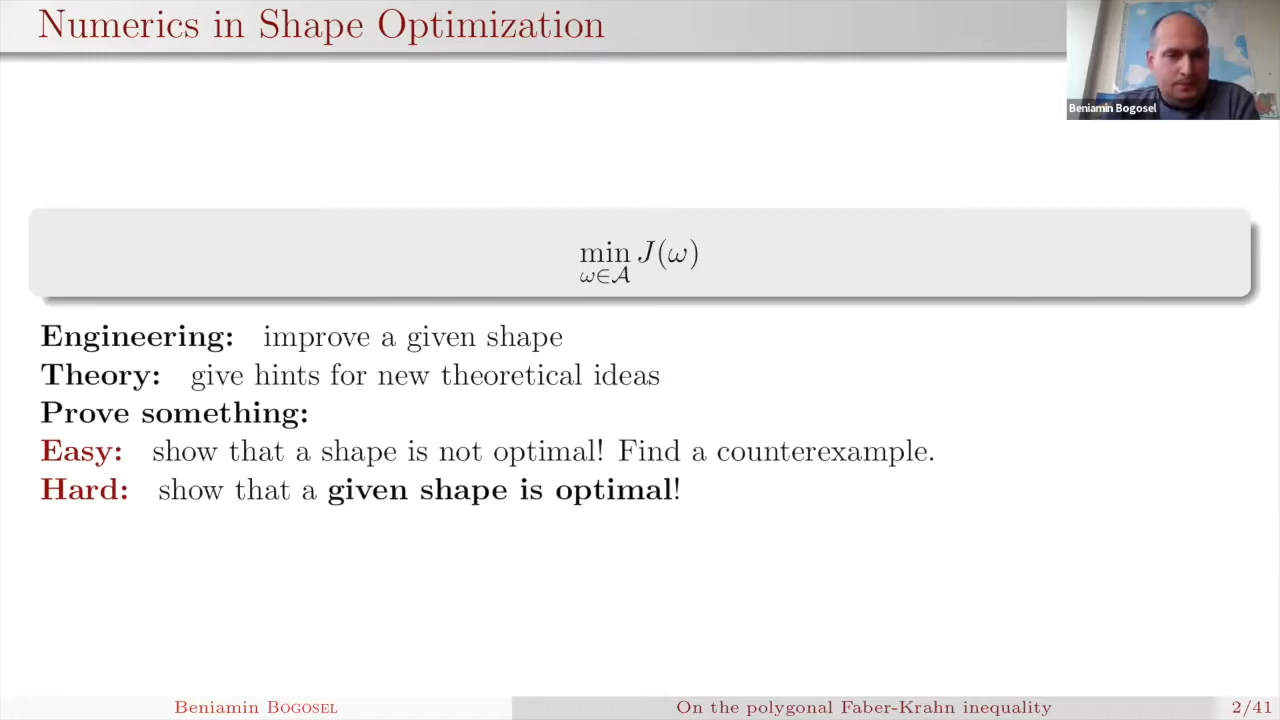 Numerics in Shape Optimization
Beniamin Bogosel
min J(ω)
ω∈𝒜
Engineering: improve a given shape
Theory: give hints for new theoretical ideas
Prove something:
Easy: show that a shape is not optimal! Find a counterexample.
Hard: show that a given shape is optimal!
Beniamin Bogosel
On the polygonal Faber-Krahn inequality
2/41